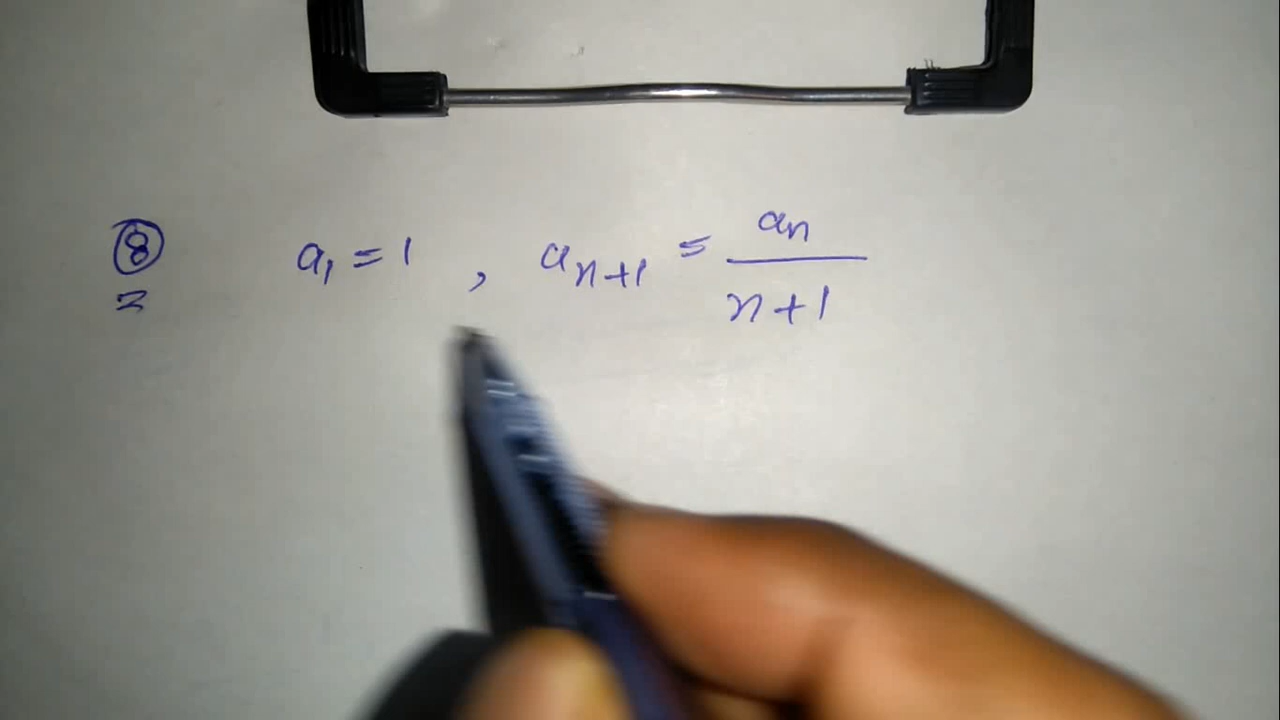 ⑧ a₁ = 1 , aₙ₊₁ = aₙ / n+1